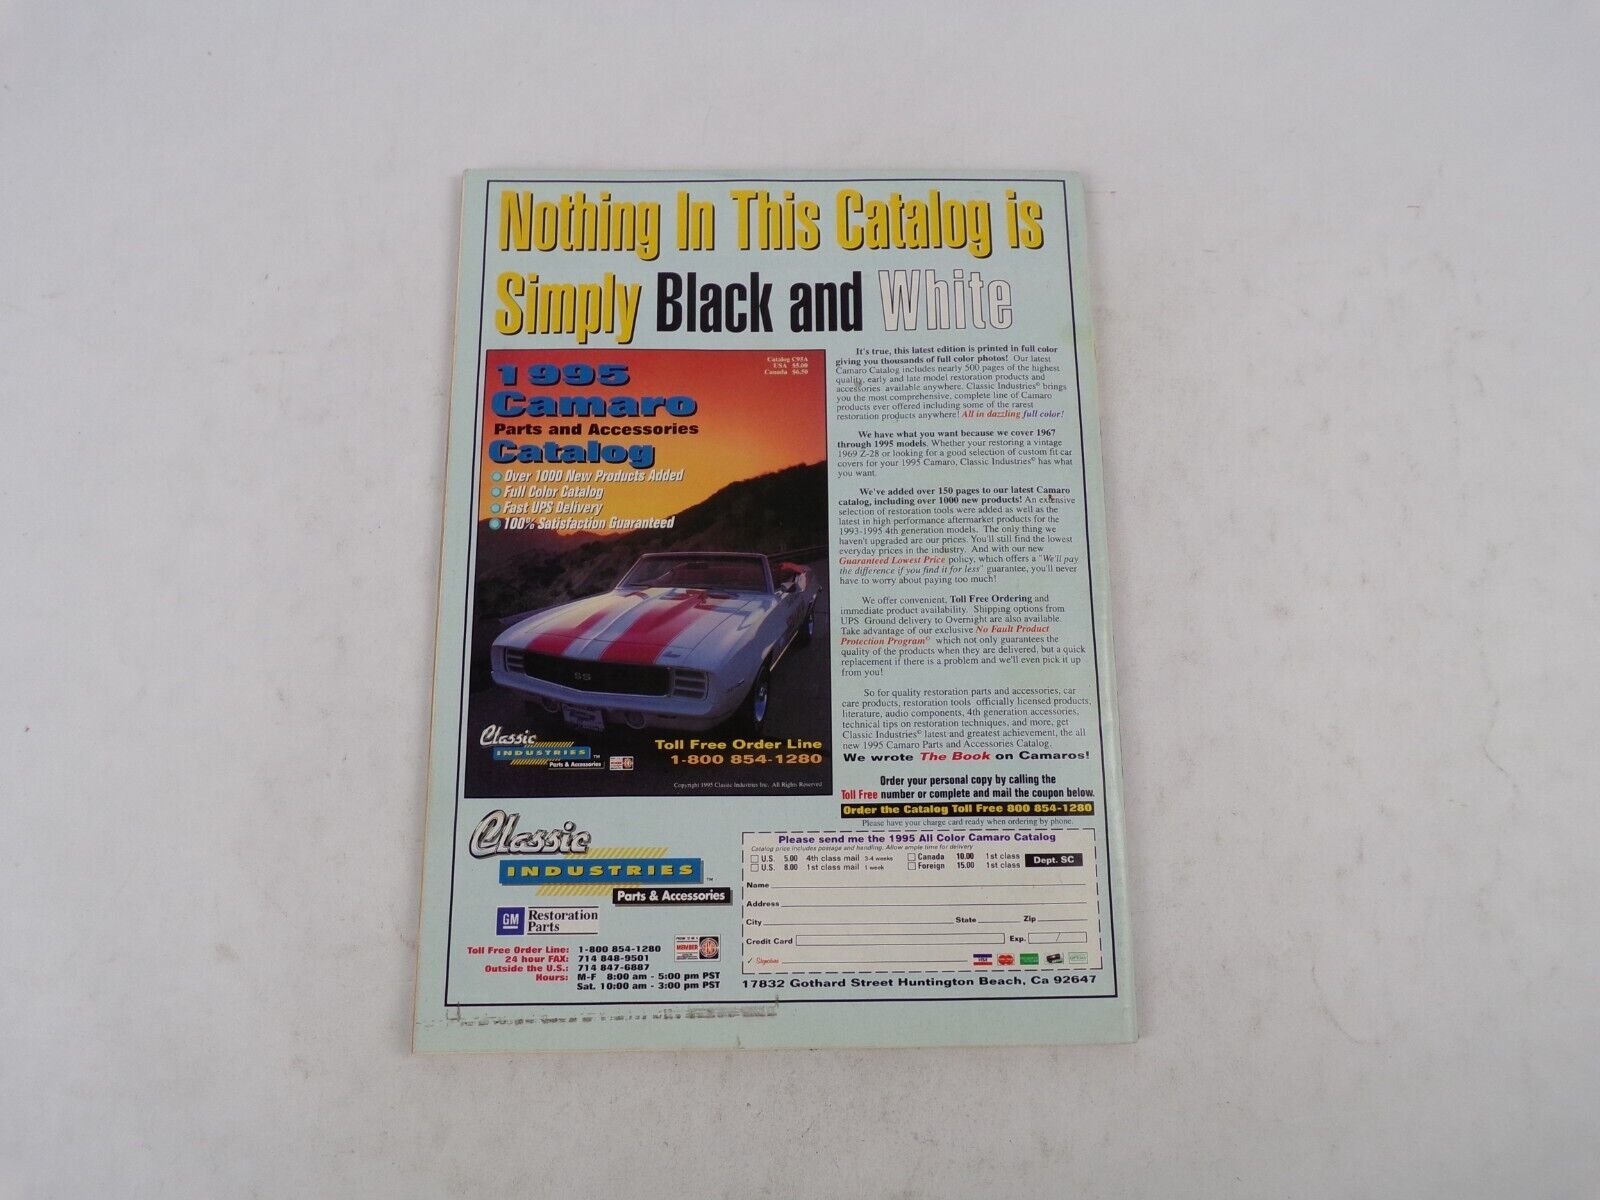 Nothing In This Catalog is
Simply Black and White
Catalog C95A
USA $5.00
Canada $6.50
1995
Camaro
Parts and Accessories
Catalog
Over 1000 New Products Added
Full Color Catalog
Fast UPS Delivery
100% Satisfaction Guaranteed
SS
Classic
INDUSTRIES
Parts & Accessories
Toll Free Order Line
1-800 854-1280
Copyright 1995 Classic Industries Inc. All Rights Reserved
It's true, this latest edition is printed in full color
giving you thousands of full color photos! Our latest
Camaro Catalog includes nearly 500 pages of the highest
quality, early and late model restoration products and
accessories available anywhere. Classic Industries® brings
you the most comprehensive, complete line of Camaro
products ever offered including some of the rarest
restoration products anywhere! All in dazzling full color!
We have what you want because we cover 1967
through 1995 models. Whether your restoring a vintage
1969 Z-28 or looking for a good selection of custom fit car
covers for your 1995 Camaro, Classic Industries® has what
you want.
We've added over 150 pages to our latest Camaro
catalog, including over 1000 new products! An extensive
selection of restoration tools were added as well as the
latest in high performance aftermarket products for the
1993-1995 4th generation models. The only thing we
haven't upgraded are our prices. You'll still find the lowest
everyday prices in the industry. And with our new
Guaranteed Lowest Price policy, which offers a "We'll pay
the difference if you find it for less" guarantee, you'll never
have to worry about paying too much!
We offer convenient, Toll Free Ordering and
immediate product availability. Shipping options from
UPS Ground delivery to Overnight are also available.
Take advantage of our exclusive No Fault Product
Protection Program© which not only guarantees the
quality of the products when they are delivered, but a quick
replacement if there is a problem and we'll even pick it up
from you!
So for quality restoration parts and accessories, car
care products, restoration tools officially licensed products,
literature, audio components, 4th generation accessories,
technical tips on restoration techniques, and more, get
Classic Industries® latest and greatest achievement, the all
new 1995 Camaro Parts and Accessories Catalog.
We wrote The Book on Camaros!
Order your personal copy by calling the
Toll Free number or complete and mail the coupon below.
Order the Catalog Toll Free 800 854-1280
Please have your charge card ready when ordering by phone.
Classic
INDUSTRIES™
Parts & Accessories
GM Restoration
Parts
Toll Free Order Line: 1-800 854-1280
24 hour FAX: 714 848-9501
Outside the U.S.: 714 847-6887
Hours: M-F 8:00 am - 5:00 pm PST
Sat. 10:00 am - 3:00 pm PST
MEMBER
Please send me the 1995 All Color Camaro Catalog
Catalog price includes postage and handling. Allow ample time for delivery
U.S. 5.00 4th class mail 3-4 weeks Canada 10.00 1st class
U.S. 8.00 1st class mail 1 week Foreign 15.00 1st class
Dept. SC
Name
Address
City State Zip
Credit Card Exp. /
Signature
17832 Gothard Street Huntington Beach, Ca 92647